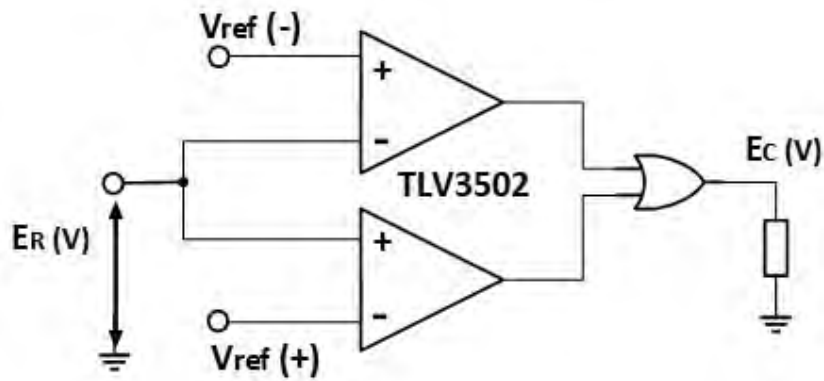 Vref (-)
+
-
TLV3502
EC (V)
ER (V)
+
-
Vref (+)